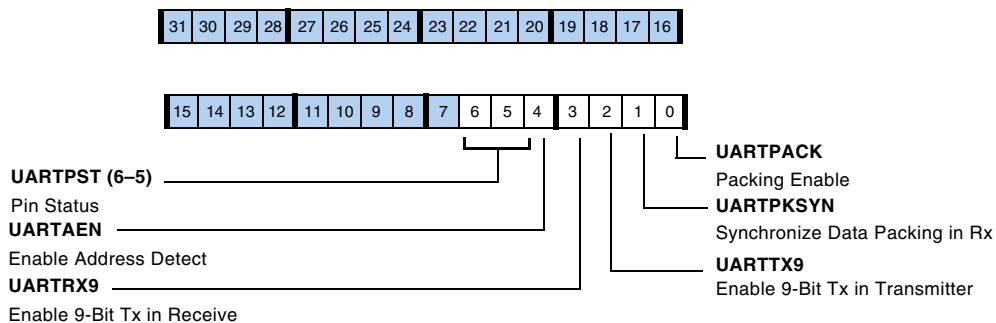 31 30 29 28 27 26 25 24 23 22 21 20 19 18 17 16
15 14 13 12 11 10 9 8 7 6 5 4 3 2 1 0
UARTPST (6–5)
Pin Status
UARTAEN
Enable Address Detect
UARTRX9
Enable 9-Bit Tx in Receive
UARTPACK
Packing Enable
UARTPKSYN
Synchronize Data Packing in Rx
UARTTX9
Enable 9-Bit Tx in Transmitter